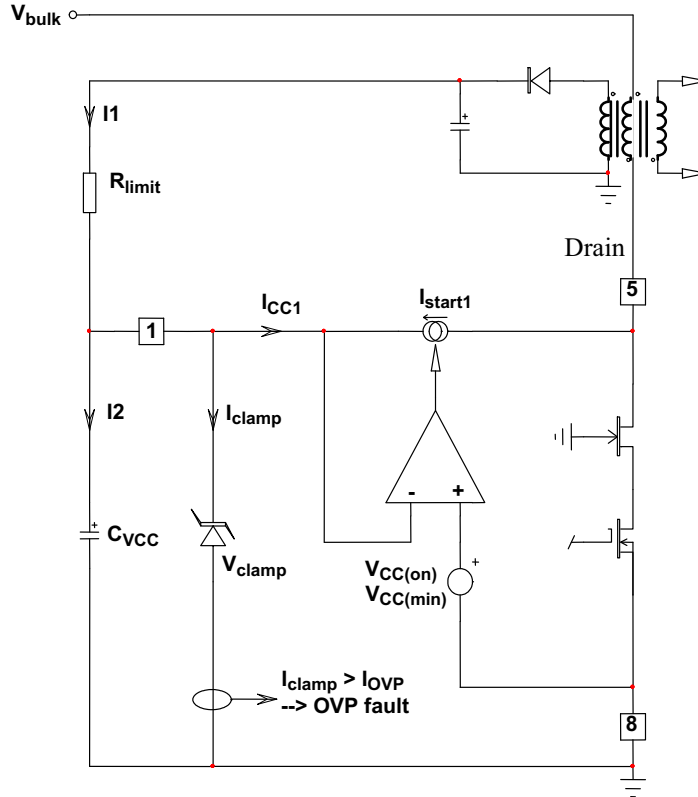 Vbulk
I1
Rlimit
Drain
5
ICC1
Istart1
1
I2
Iclamp
- +
CVCC
Vclamp
VCC(on)
VCC(min)
Iclamp > IOVP
--> OVP fault
8